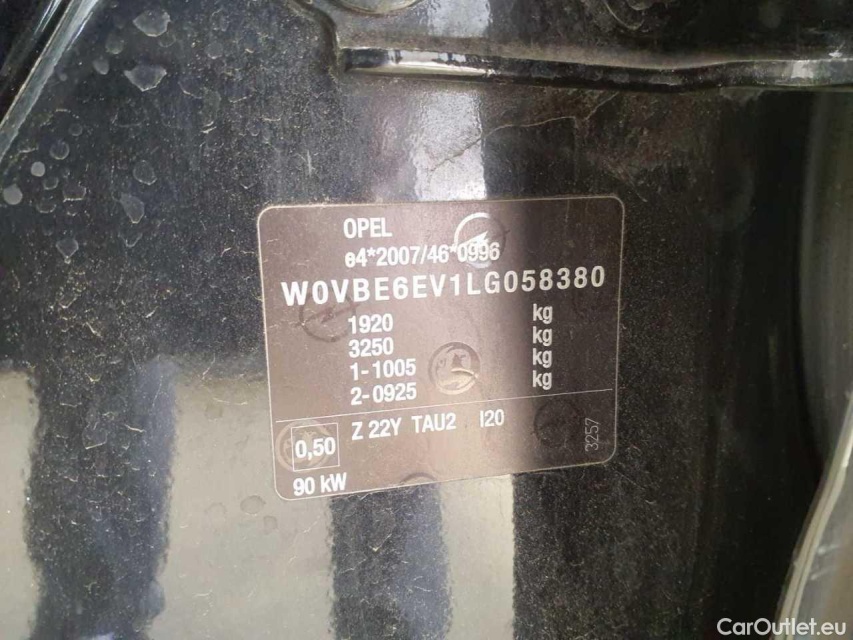 OPEL
e4*2007/46*0996
W0VBE6EV1LG058380
1920 kg
3250 kg
1-1005 kg
2-0925 kg
0,50 Z 22Y TAU2 I20
90 kW
3257
CarOutlet.eu